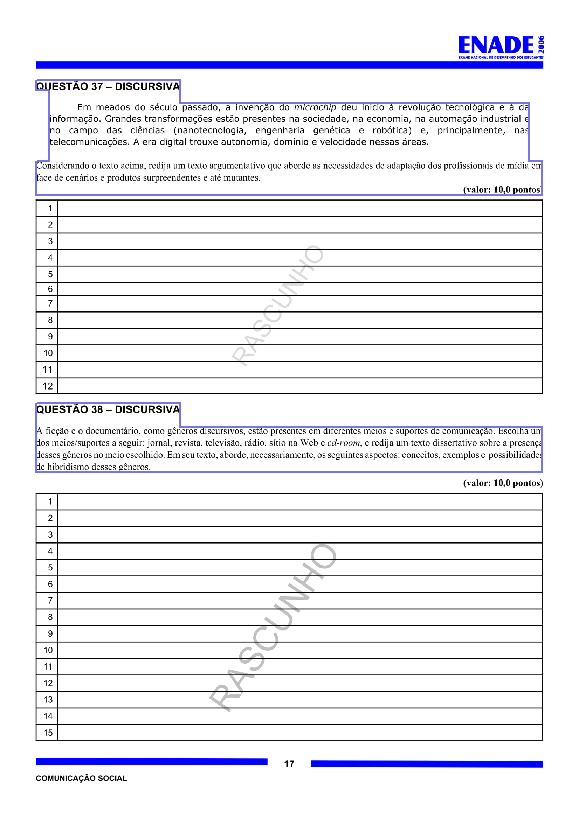 ENADE 2006
EXAME NACIONAL DE DESEMPENHO DOS ESTUDANTES
QUESTÃO 37 – DISCURSIVA
Em meados do século passado, a invenção do microchip deu início à revolução tecnológica e à da
informação. Grandes transformações estão presentes na sociedade, na economia, na automação industrial e
no campo das ciências (nanotecnologia, engenharia genética e robótica) e, principalmente, nas
telecomunicações. A era digital trouxe autonomia, domínio e velocidade nessas áreas.
Considerando o texto acima, redija um texto argumentativo que aborde as necessidades de adaptação dos profissionais de mídia em
face de cenários e produtos surpreendentes e até mutantes.
(valor: 10,0 pontos)
1
2
3
4
5
6
7
8
9
10
11
12
RASCUNHO
QUESTÃO 38 – DISCURSIVA
A ficção e o documentário, como gêneros discursivos, estão presentes em diferentes meios e suportes de comunicação. Escolha um
dos meios/suportes a seguir: jornal, revista, televisão, rádio, sítio na Web e cd-room, e redija um texto dissertativo sobre a presença
desses gêneros no meio escolhido. Em seu texto, aborde, necessariamente, os seguintes aspectos: conceitos, exemplos e possibilidades
de hibridismo desses gêneros.
(valor: 10,0 pontos)
1
2
3
4
5
6
7
8
9
10
11
12
13
14
15
RASCUNHO
17
COMUNICAÇÃO SOCIAL